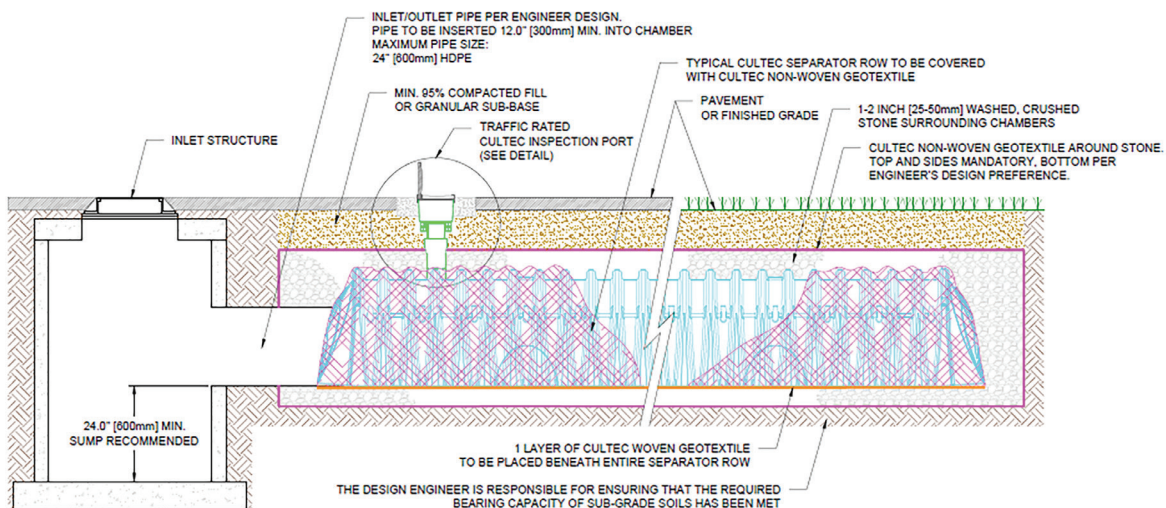 INLET/OUTLET PIPE PER ENGINEER DESIGN.
PIPE TO BE INSERTED 12.0" [300mm] MIN. INTO CHAMBER
MAXIMUM PIPE SIZE:
24" [600mm] HDPE
TYPICAL CULTEC SEPARATOR ROW TO BE COVERED
WITH CULTEC NON-WOVEN GEOTEXTILE
MIN. 95% COMPACTED FILL
OR GRANULAR SUB-BASE
PAVEMENT
OR FINISHED GRADE
1-2 INCH [25-50mm] WASHED, CRUSHED
STONE SURROUNDING CHAMBERS
INLET STRUCTURE
TRAFFIC RATED
CULTEC INSPECTION PORT
(SEE DETAIL)
CULTEC NON-WOVEN GEOTEXTILE AROUND STONE.
TOP AND SIDES MANDATORY, BOTTOM PER
ENGINEER'S DESIGN PREFERENCE.
24.0" [600mm] MIN.
SUMP RECOMMENDED
1 LAYER OF CULTEC WOVEN GEOTEXTILE
TO BE PLACED BENEATH ENTIRE SEPARATOR ROW
THE DESIGN ENGINEER IS RESPONSIBLE FOR ENSURING THAT THE REQUIRED
BEARING CAPACITY OF SUB-GRADE SOILS HAS BEEN MET